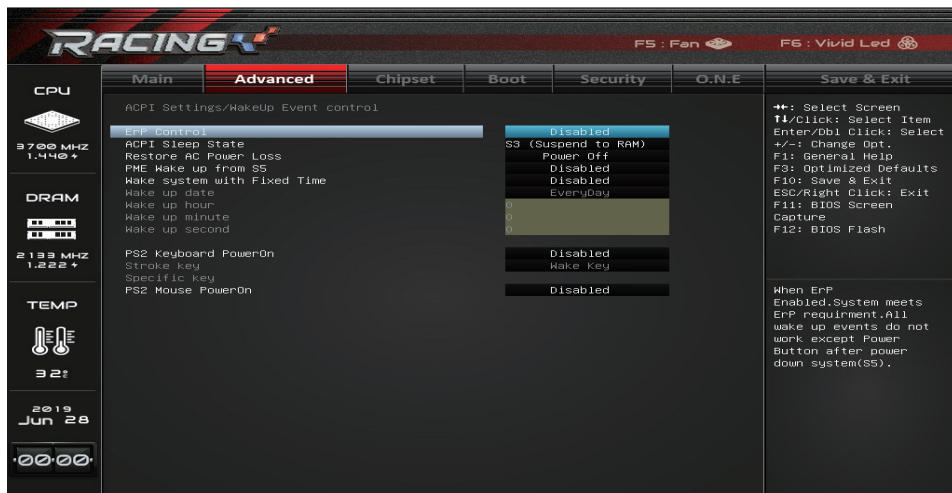 RACING
F5 : Fan
F6 : Vivid Led
Main Advanced Chipset Boot Security O.N.E Save & Exit
CPU
3700 MHZ
1.440
DRAM
2133 MHZ
1.222
TEMP
32
2019
Jun 28
00:00
ACPI Settings/WakeUp Event control
ErP Control Disabled
ACPI Sleep State S3 (Suspend to RAM)
Restore AC Power Loss Power Off
PME Wake up from S5 Disabled
Wake system with Fixed Time Disabled
Wake up date EveryDay
Wake up hour 0
Wake up minute 0
Wake up second 0
PS2 Keyboard PowerOn Disabled
Stroke key Wake Key
Specific key
PS2 Mouse PowerOn Disabled
→←: Select Screen
↑↓/Click: Select Item
Enter/Dbl Click: Select
+/-: Change Opt.
F1: General Help
F3: Optimized Defaults
F10: Save & Exit
ESC/Right Click: Exit
F11: BIOS Screen
Capture
F12: BIOS Flash
When ErP
Enabled.System meets
ErP requirment.All
wake up events do not
work except Power
Button after power
down system(S5).